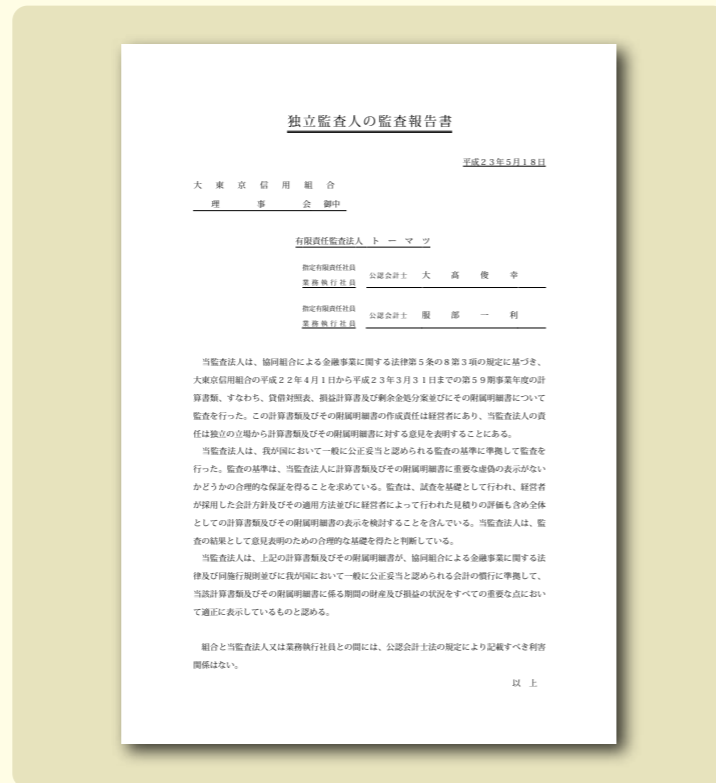 独立監査人の監査報告書
平成23年5月18日
大東京信用組合
理事会 御中
有限責任監査法人 トーマツ
指定有限責任社員
業務執行社員
公認会計士 大髙俊幸
指定有限責任社員
業務執行社員
公認会計士 服部一利
当監査法人は、協同組合による金融事業に関する法律第5条の8第3項の規定に基づき、
大東京信用組合の平成22年4月1日から平成23年3月31日までの第59期事業年度の計
算書類、すなわち、貸借対照表、損益計算書及び剰余金処分案並びにその附属明細書について
監査を行った。この計算書類及びその附属明細書の作成責任は経営者にあり、当監査法人の責
任は独立の立場から計算書類及びその附属明細書に対する意見を表明することにある。
当監査法人は、我が国において一般に公正妥当と認められる監査の基準に準拠して監査を
行った。監査の基準は、当監査法人に計算書類及びその附属明細書に重要な虚偽の表示がない
かどうかの合理的な保証を得ることを求めている。監査は、試査を基礎として行われ、経営者
が採用した会計方針及びその適用方法並びに経営者によって行われた見積りの評価も含め全体
としての計算書類及びその附属明細書の表示を検討することを含んでいる。当監査法人は、監
査の結果として意見表明のための合理的な基礎を得たと判断している。
当監査法人は、上記の計算書類及びその附属明細書が、協同組合による金融事業に関する法
律及び同施行規則並びに我が国において一般に公正妥当と認められる会計の慣行に準拠して、
当該計算書類及びその附属明細書に係る期間の財産及び損益の状況をすべての重要な点におい
て適正に表示しているものと認める。
組合と当監査法人又は業務執行社員との間には、公認会計士法の規定により記載すべき利害
関係はない。
以上